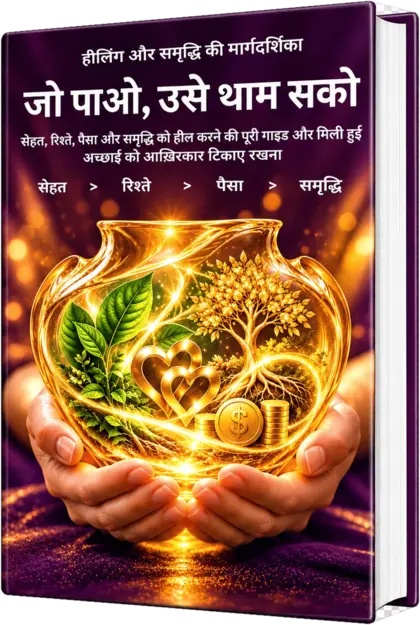 हीलिंग और समृद्धि की मार्गदर्शिका
जो पाओ, उसे थाम सको
सेहत, रिश्ते, पैसा और समृद्धि को हील करने की पूरी गाइड और मिली हुई
अच्छाई को आख़िरकार टिकाए रखना
सेहत > रिश्ते > पैसा > समृद्धि
$